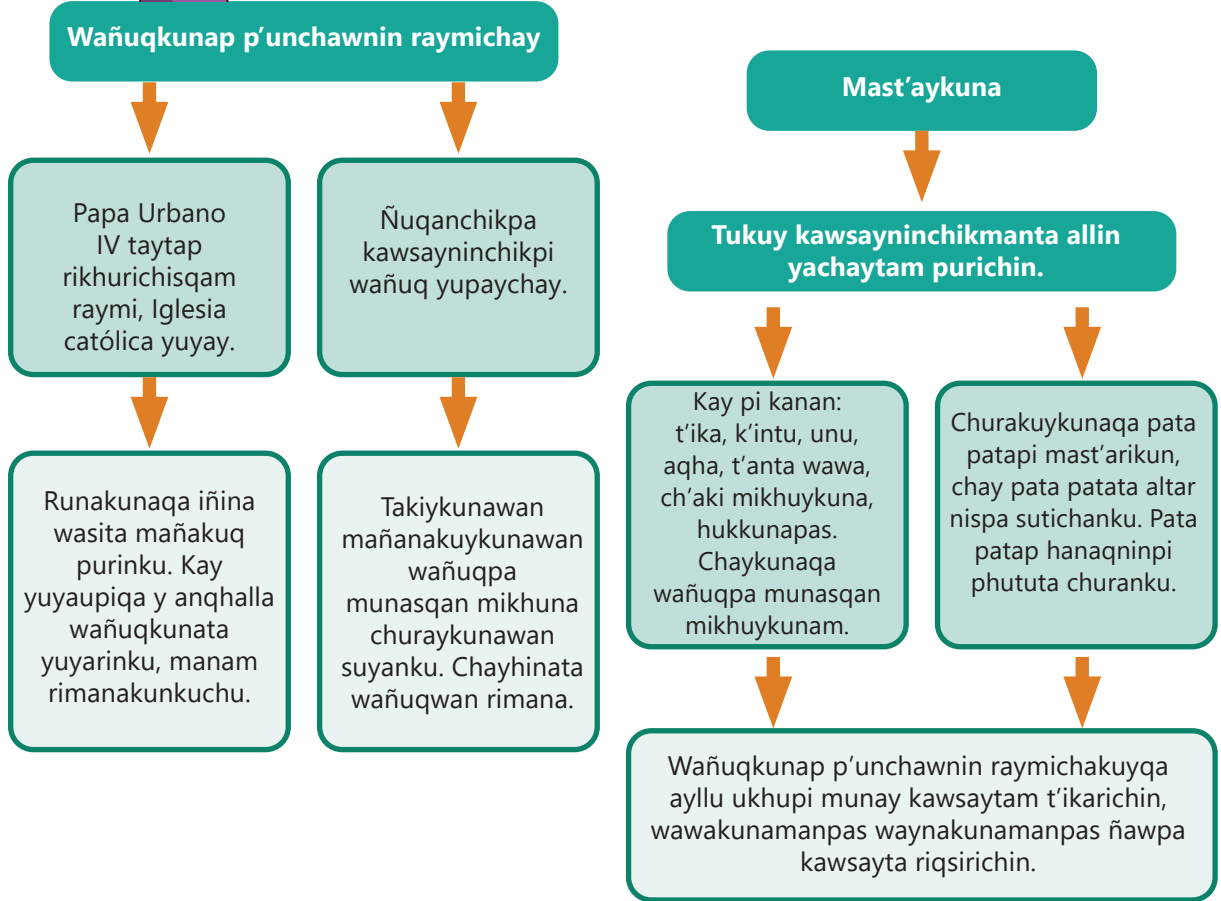 Wañuqkunap p'unchawnin raymichay
Papa Urbano
IV taytap
rikhurichisqam
raymi, Iglesia
católica yuyay.
Ñuqanchikpa
kawsayninchikpi
wañuq yupaychay.
Runakunaqa iñina
wasita mañakuq
purinku. Kay
yuyaupiqa y anqhalla
wañuqkunata
yuyarinku, manam
rimanakunkuchu.
Takiykunawan
mañanakuykunawan
wañuqpa
munasqan mikhuna
churaykunawan
suyanku. Chayhinata
wañuqwan rimana.
Mast'aykuna
Tukuy kawsayninchikmanta allin
yachaytam purichin.
Kay pi kanan:
t'ika, k'intu, unu,
aqha, t'anta wawa,
ch'aki mikhuykuna,
hukkunapas.
Chaykunaqa
wañuqpa munasqan
mikhuykunam.
Churakuykunaqa pata
patapi mast'arikun,
chay pata patata altar
nispa sutichanku. Pata
patap hanaqninpi
phututa churanku.
Wañuqkunap p'unchawnin raymichakuyqa
ayllu ukhupi munay kawsaytam t'ikarichin,
wawakunamanpas waynakunamanpas ñawpa
kawsayta riqsirichin.